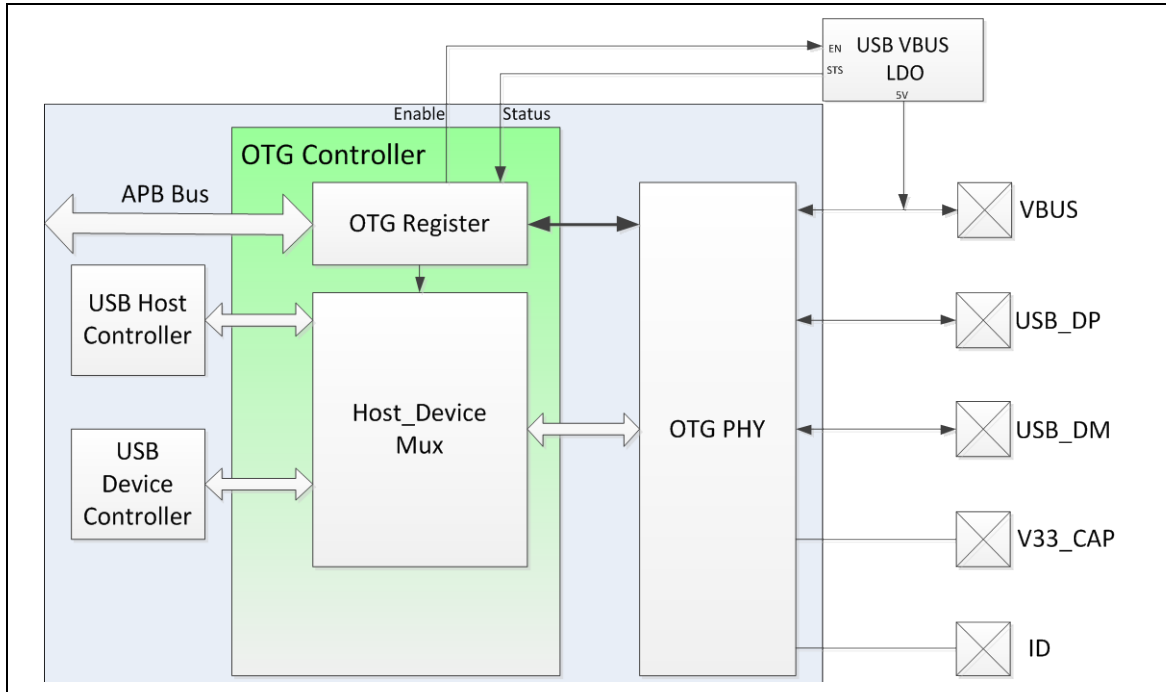 EN
USB VBUS
STS
LDO
5V
Enable
Status
OTG Controller
APB Bus
OTG Register
VBUS
USB Host
Controller
USB_DP
Host_Device
Mux
OTG PHY
USB_DM
USB
Device
Controller
V33_CAP
ID